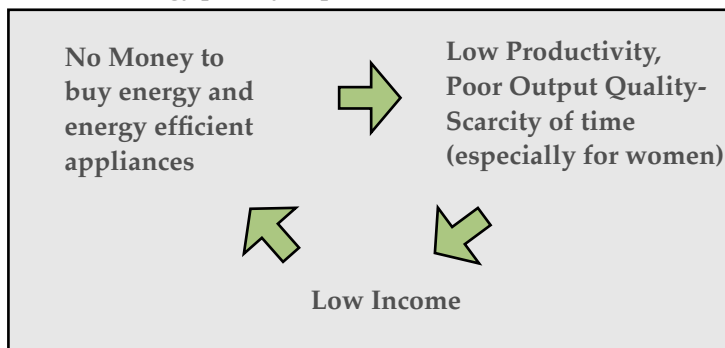 No Money to
buy energy and
energy efficient
appliances
Low Productivity,
Poor Output Quality-
Scarcity of time
(especially for women)
Low Income